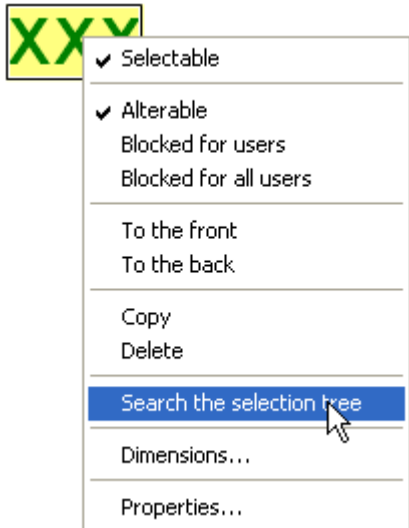 XXX
Selectable
Alterable
Blocked for users
Blocked for all users
To the front
To the back
Copy
Delete
Search the selection tree
Dimensions...
Properties...